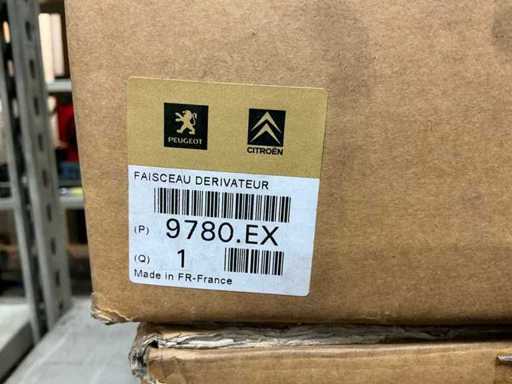 PEUGEOT CITROËN
FAISCEAU DERIVATEUR
(P) 9780.EX
(Q) 1
Made in FR-France